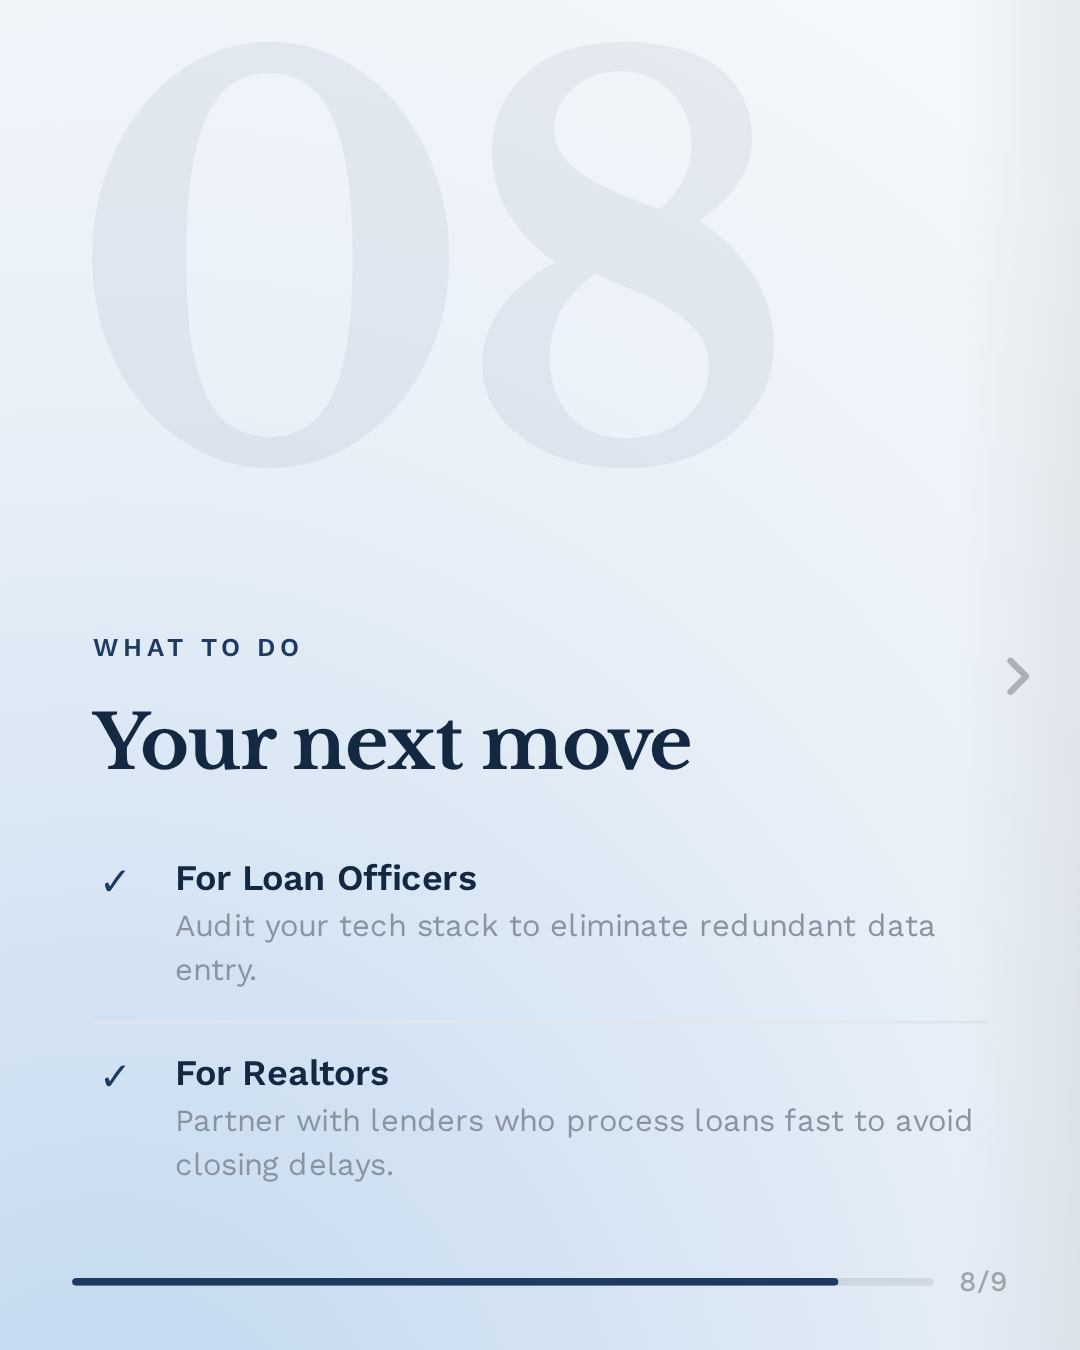 08
WHAT TO DO
Your next move
✓ For Loan Officers
Audit your tech stack to eliminate redundant data
entry.
✓ For Realtors
Partner with lenders who process loans fast to avoid
closing delays.
8/9